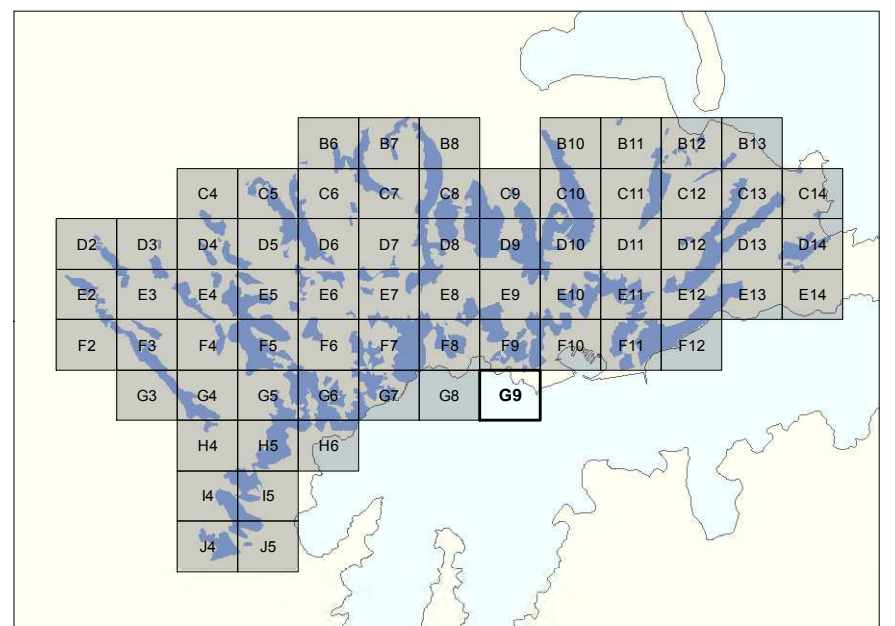 B6 B7 B8 B10 B11 B12 B13
C4 C5 C6 C7 C8 C9 C10 C11 C12 C13 C14
D2 D3 D4 D5 D6 D7 D8 D9 D10 D11 D12 D13 D14
E2 E3 E4 E5 E6 E7 E8 E9 E10 E11 E12 E13 E14
F2 F3 F4 F5 F6 F7 F8 F9 F10 F11 F12
G3 G4 G5 G6 G7 G8 G9
H4 H5 H6
I4 I5
J4 J5